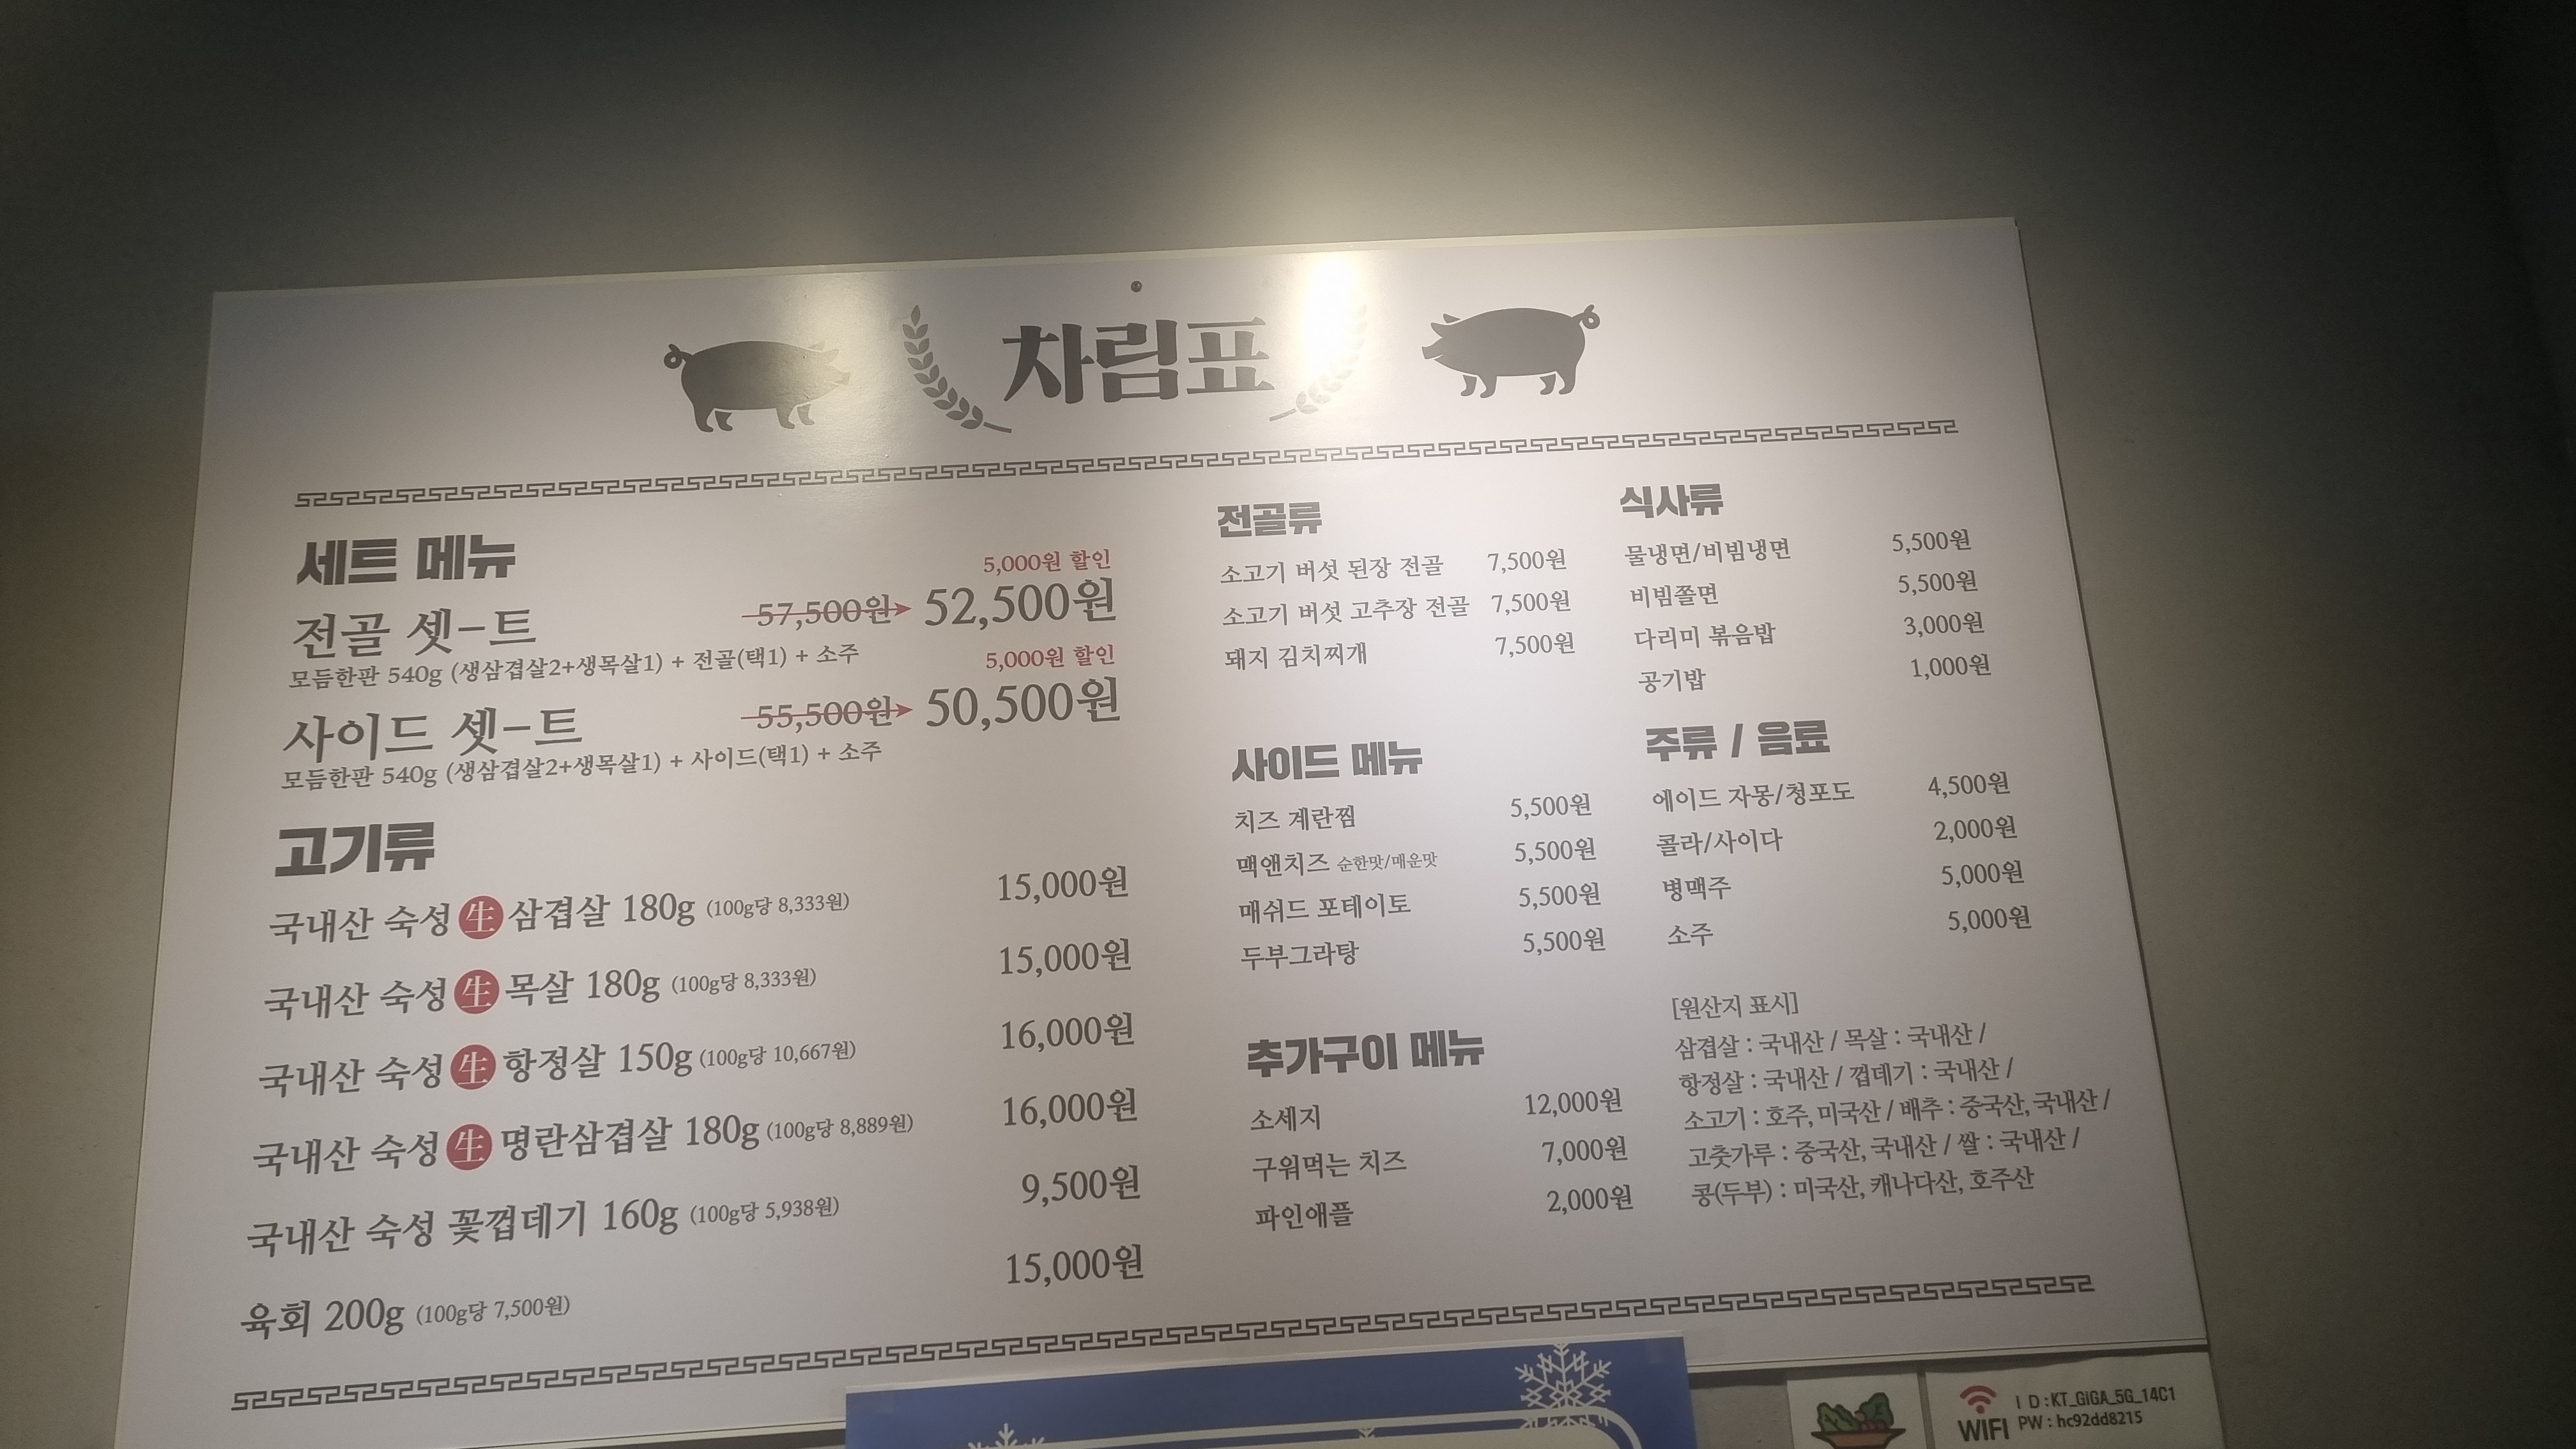 차림표
세트 메뉴
5,000원 할인
전골 셋-트 57,500원 52,500원
모듬한판 540g (생삼겹살2+생목살1) + 전골(택1) + 소주
5,000원 할인
사이드 셋-트 55,500원 50,500원
모듬한판 540g (생삼겹살2+생목살1) + 사이드(택1) + 소주
고기류
국내산 숙성 生 삼겹살 180g (100g당 8,333원) 15,000원
국내산 숙성 生 목살 180g (100g당 8,333원) 15,000원
국내산 숙성 生 항정살 150g (100g당 10,667원) 16,000원
국내산 숙성 生 명란삼겹살 180g (100g당 8,889원) 16,000원
국내산 숙성 꽃껍데기 160g (100g당 5,938원) 9,500원
육회 200g (100g당 7,500원) 15,000원
전골류
소고기 버섯 된장 전골 7,500원
소고기 버섯 고추장 전골 7,500원
돼지 김치찌개 7,500원
사이드 메뉴
치즈 계란찜 5,500원
맥앤치즈 순한맛/매운맛 5,500원
매쉬드 포테이토 5,500원
두부그라탕 5,500원
추가구이 메뉴
소세지 12,000원
구워먹는 치즈 7,000원
파인애플 2,000원
식사류
물냉면/비빔냉면 5,500원
비빔쫄면 5,500원
다리미 볶음밥 3,000원
공기밥 1,000원
주류 / 음료
에이드 자몽/청포도 4,500원
콜라/사이다 2,000원
병맥주 5,000원
소주 5,000원
[원산지 표시]
삼겹살 : 국내산 / 목살 : 국내산 /
항정살 : 국내산 / 껍데기 : 국내산 /
소고기 : 호주, 미국산 / 배추 : 중국산, 국내산 /
고춧가루 : 중국산, 국내산 / 쌀 : 국내산 /
콩(두부) : 미국산, 캐나다산, 호주산
WIFI
I D : KT_GiGA_5G_14C1
PW : hc92dd8215